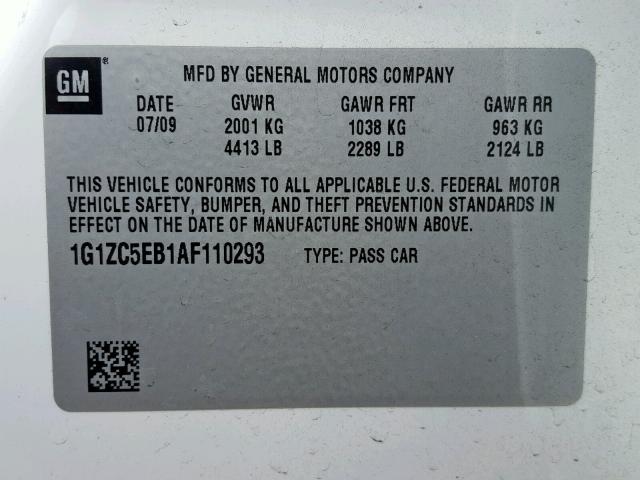 GM®
MFD BY GENERAL MOTORS COMPANY
DATE GVWR GAWR FRT GAWR RR
07/09 2001 KG 1038 KG 963 KG
4413 LB 2289 LB 2124 LB
THIS VEHICLE CONFORMS TO ALL APPLICABLE U.S. FEDERAL MOTOR
VEHICLE SAFETY, BUMPER, AND THEFT PREVENTION STANDARDS IN
EFFECT ON THE DATE OF MANUFACTURE SHOWN ABOVE.
1G1ZC5EB1AF110293 TYPE: PASS CAR